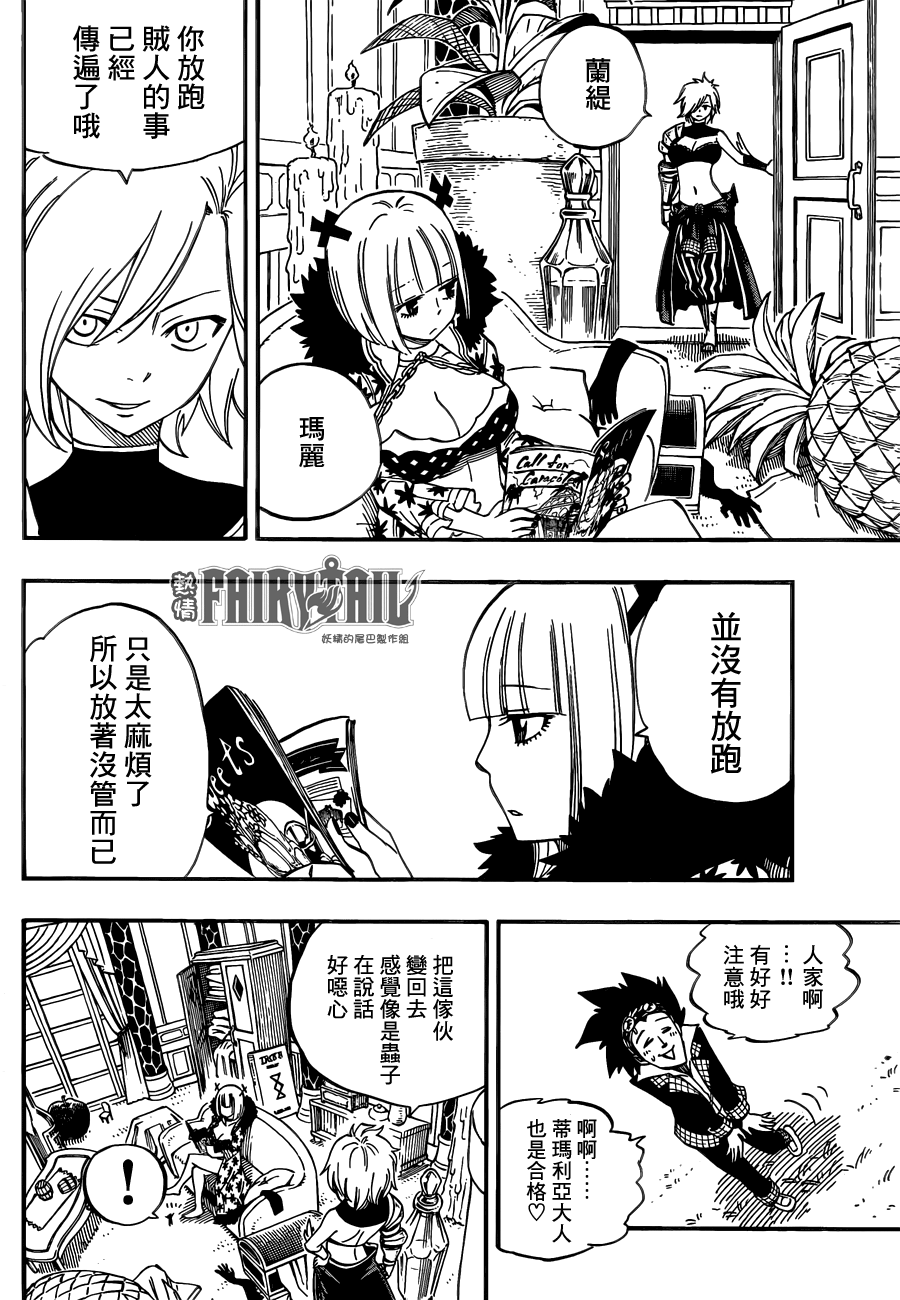 蘭緹
瑪麗
Call for
你放跑
賊人的事
已經
傳遍了哦
熱情
FAIRY TAIL
妖精的尾巴製作組
並沒有放跑
只是太麻煩了
所以放著沒管而已
人家啊
…!!
有好好
注意哦
啊啊……
蒂瑪利亞大人
也是合格♡
把這傢伙
變回去
感覺像是蟲子
在說話
好噁心
！